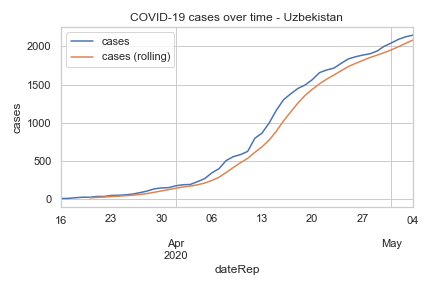 COVID-19 cases over time - Uzbekistan
cases
cases (rolling)
2000
1500
1000
500
0
cases
16 23 30 06 13 20 27 04
Apr May
2020
dateRep